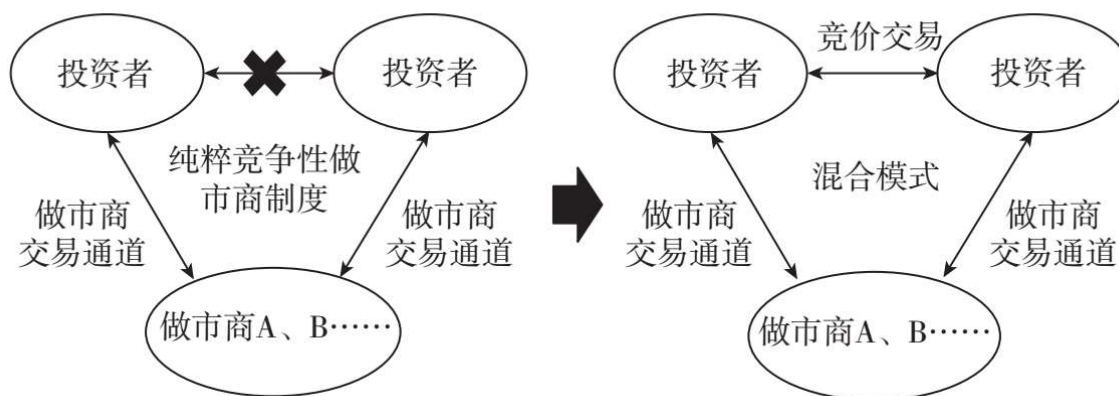 投资者
投资者
纯粹竞争性做
市商制度
做市商
交易通道
做市商
交易通道
做市商A、B……
竞价交易
投资者
投资者
混合模式
做市商
交易通道
做市商
交易通道
做市商A、B……